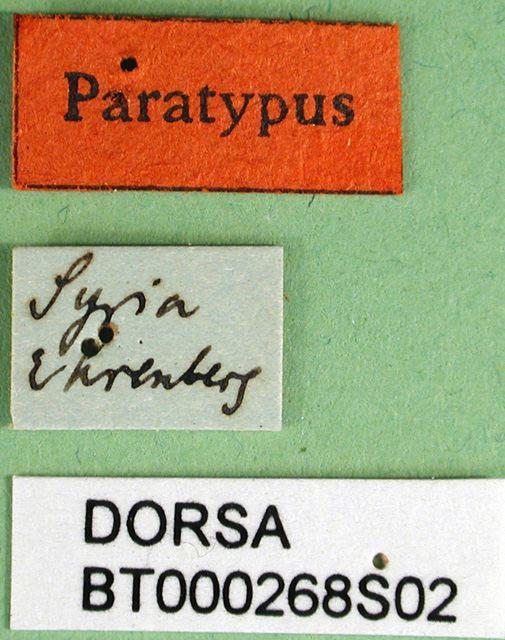 Paratypus
Syria
Ehrenberg
DORSA
BT000268S02